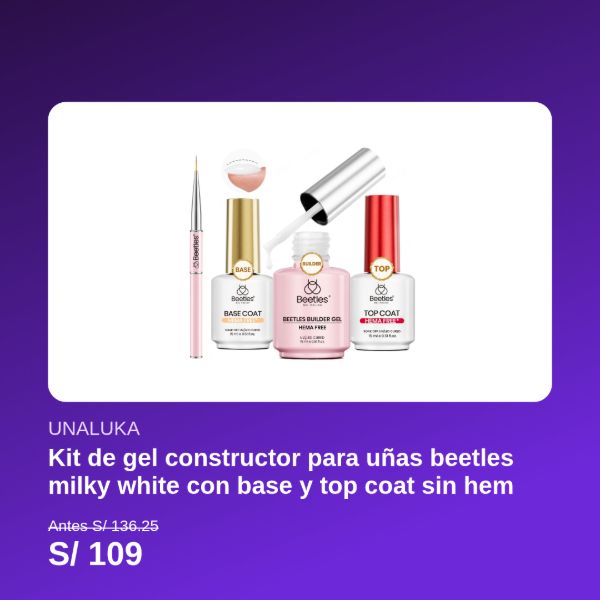 Beetles
BASE
Beetles
BASE COAT
HEMA FREE
BUILDER
Beetles
BEETLES BUILDER GEL
HEMA FREE
TOP
Beetles
TOP COAT
HEMA FREE
UNALUKA
Kit de gel constructor para uñas beetles
milky white con base y top coat sin hem
Antes S/ 136.25
S/ 109